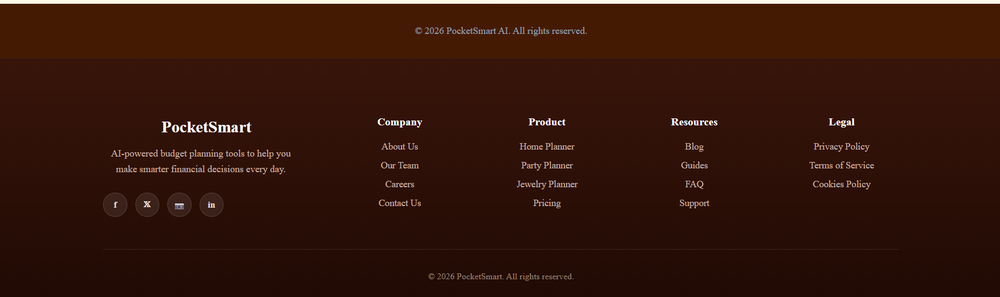 © 2026 PocketSmart AI. All rights reserved.
PocketSmart
AI-powered budget planning tools to help you
make smarter financial decisions every day.
f
𝕏
in
Company
About Us
Our Team
Careers
Contact Us
Product
Home Planner
Party Planner
Jewelry Planner
Pricing
Resources
Blog
Guides
FAQ
Support
Legal
Privacy Policy
Terms of Service
Cookies Policy
© 2026 PocketSmart. All rights reserved.